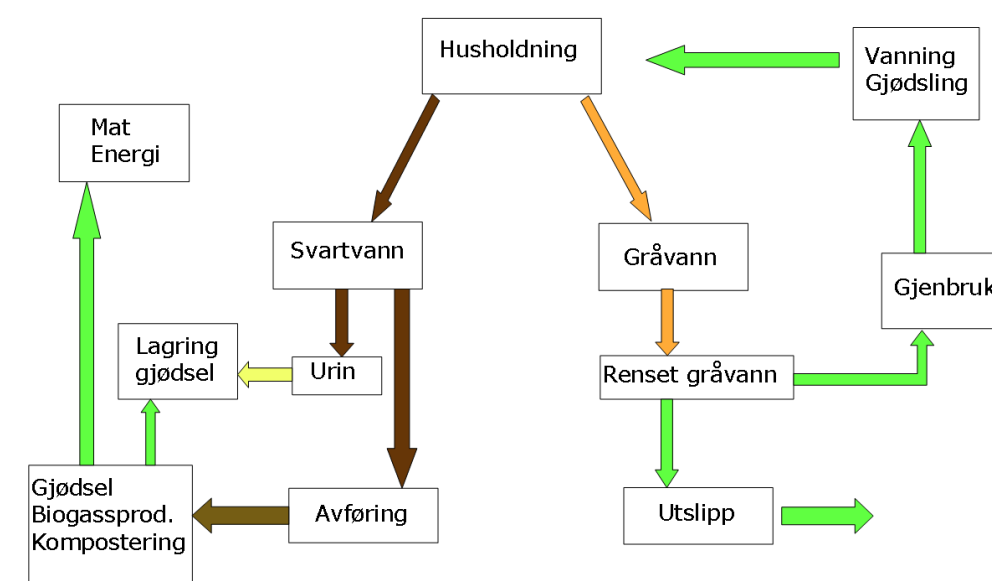 Husholdning
Vanning
Gjødsling
Mat
Energi
Svartvann
Gråvann
Gjenbruk
Lagring
gjødsel
Urin
Renset gråvann
Gjødsel
Biogassprod.
Kompostering
Avføring
Utslipp